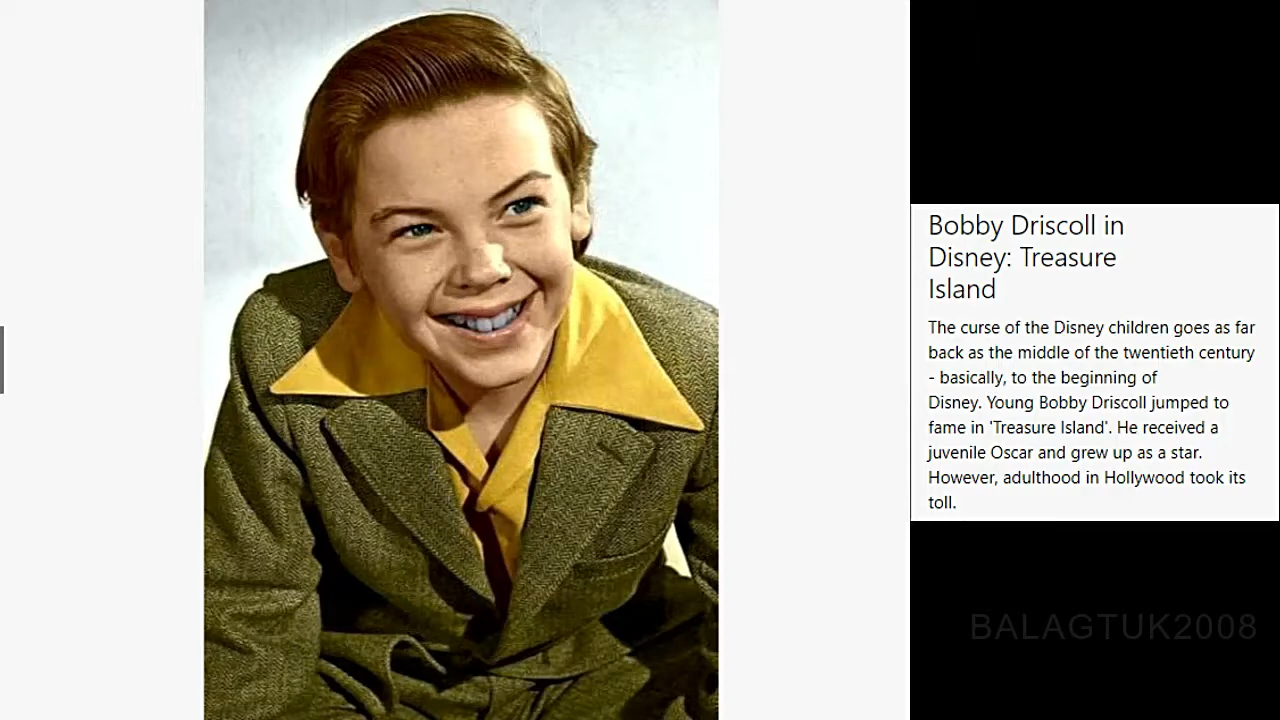 Bobby Driscoll in
Disney: Treasure
Island
The curse of the Disney children goes as far
back as the middle of the twentieth century
- basically, to the beginning of
Disney. Young Bobby Driscoll jumped to
fame in 'Treasure Island'. He received a
juvenile Oscar and grew up as a star.
However, adulthood in Hollywood took its
toll.
BALAGTUK2008